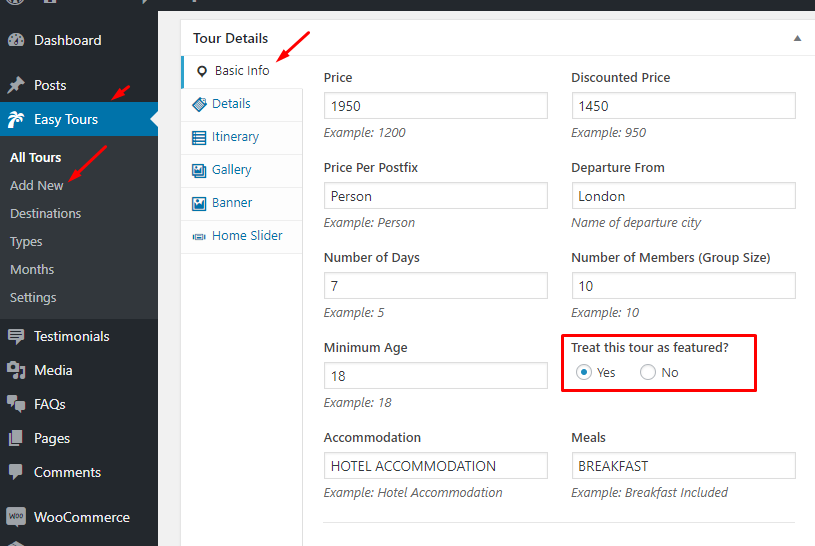 Dashboard
Posts
Easy Tours
All Tours
Add New
Destinations
Types
Months
Settings
Testimonials
Media
FAQs
Pages
Comments
WOO
WooCommerce
Tour Details
Basic Info
Details
Itinerary
Gallery
Banner
Home Slider
Price
1950
Example: 1200
Discounted Price
1450
Example: 950
Price Per Postfix
Person
Example: Person
Departure From
London
Name of departure city
Number of Days
7
Example: 5
Number of Members (Group Size)
10
Example: 10
Minimum Age
18
Example: 18
Treat this tour as featured?
Yes No
Accommodation
HOTEL ACCOMMODATION
Example: Hotel Accommodation
Meals
BREAKFAST
Example: Breakfast Included